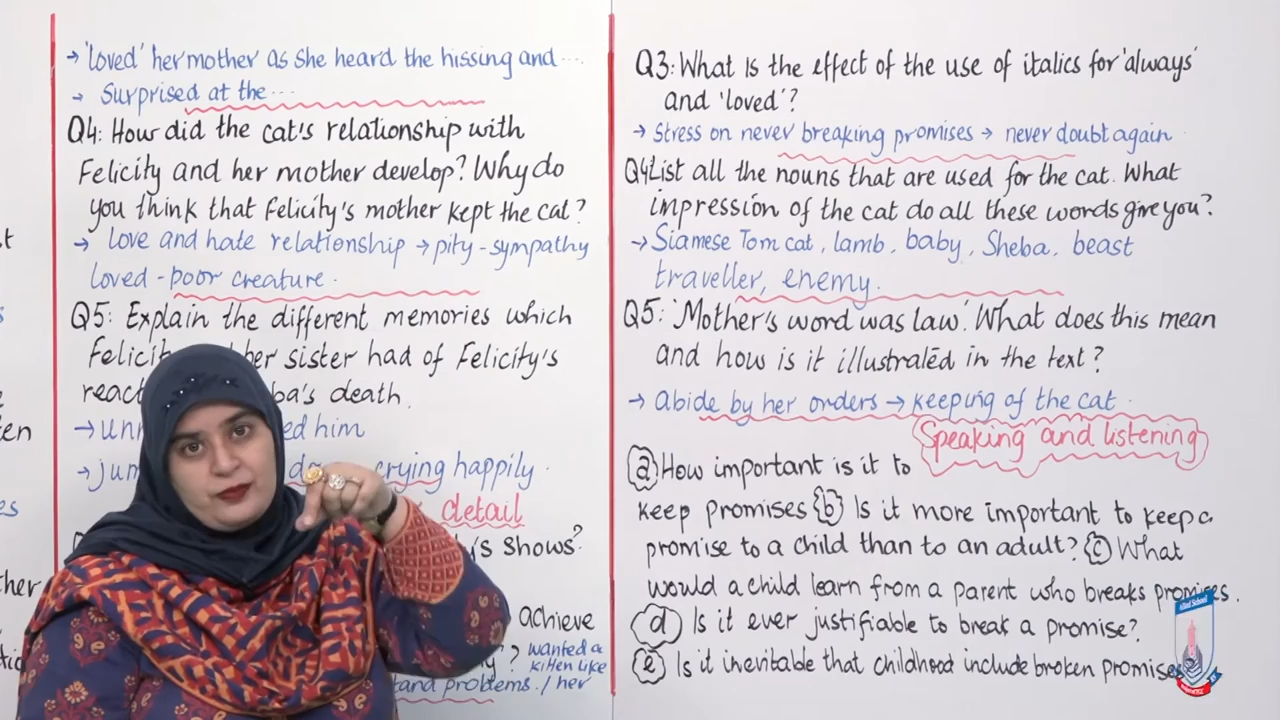 → 'loved' her mother as she heard the hissing and ...
→ Surprised at the ...
Q4: How did the cat's relationship with
Felicity and her mother develop? Why do
you think that Felicity's mother kept the cat?
→ love and hate relationship → pity - sympathy
loved - poor creature.
Q5: Explain the different memories which
her sister had of Felicity's
death.
him
crying happily.
detail
shows?
achieve
? wanted a
kitten like
problems. / her
Q3: What is the effect of the use of italics for 'always'
and 'loved'?
→ Stress on never breaking promises → never doubt again
Q4 List all the nouns that are used for the cat. What
impression of the cat do all these words give you?
→ Siamese Tom cat, lamb, baby, Sheba, beast
traveller, enemy.
Q5: 'Mother's word was law'. What does this mean
and how is it illustrated in the text?
→ abide by her orders → keeping of the cat.
Speaking and listening
(a) How important is it to
keep promises (b) Is it more important to keep a
promise to a child than to an adult? (c) What
would a child learn from a parent who breaks promises.
(d) Is it ever justifiable to break a promise?
(e) Is it inevitable that childhood include broken promises
Allied School